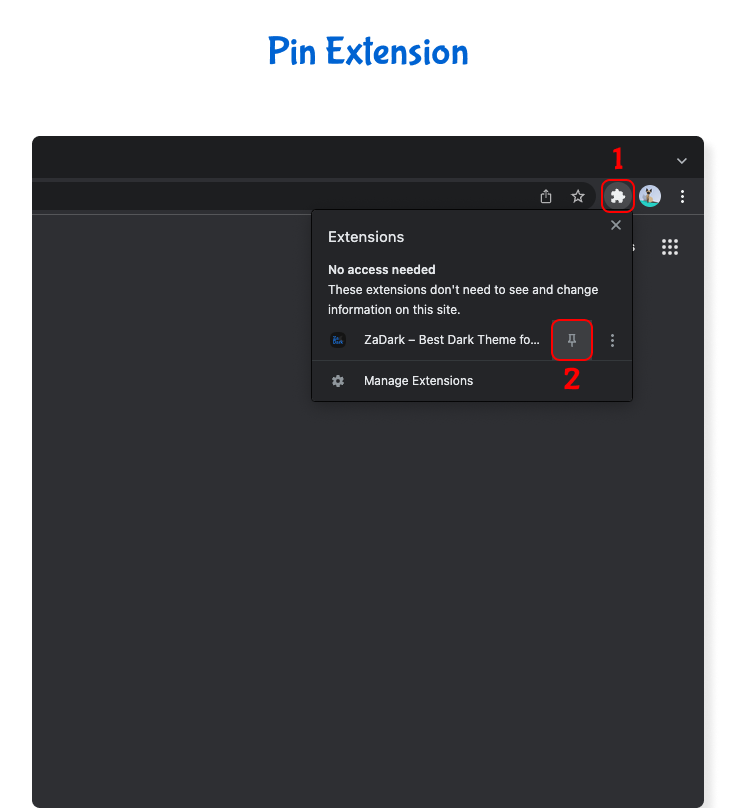 Pin Extension
1
Extensions
No access needed
These extensions don't need to see and change
information on this site.
ZaDark – Best Dark Theme fo...
2
Manage Extensions